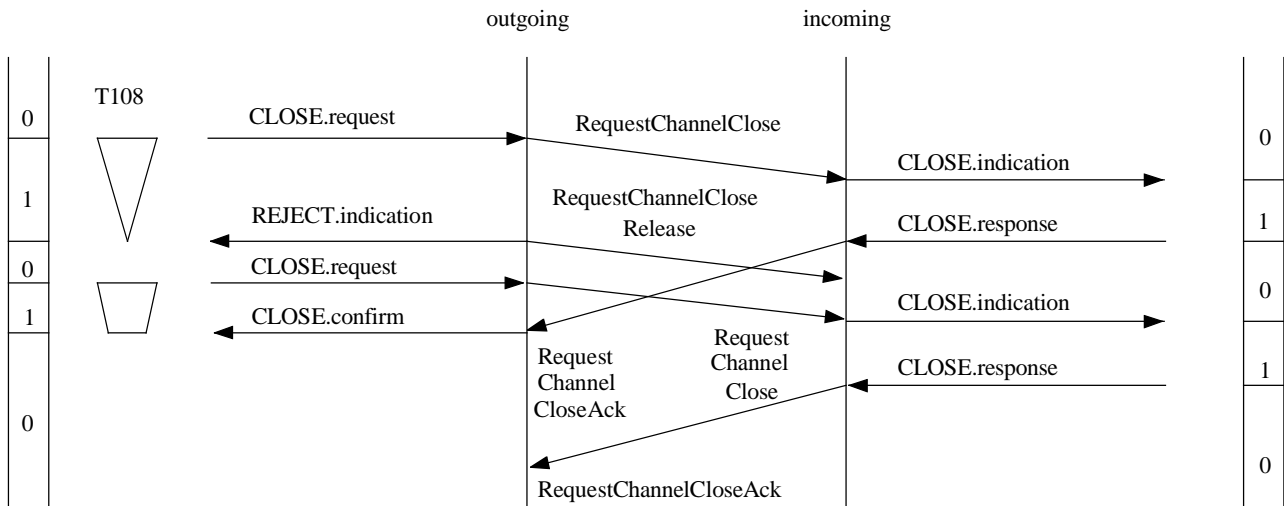 outgoing
incoming
T108
0
CLOSE.request
RequestChannelClose
0
CLOSE.indication
1
REJECT.indication
RequestChannelClose
Release
CLOSE.response
1
0
CLOSE.request
0
1
CLOSE.confirm
CLOSE.indication
Request
Channel
CloseAck
Request
Channel
Close
CLOSE.response
1
0
RequestChannelCloseAck
0